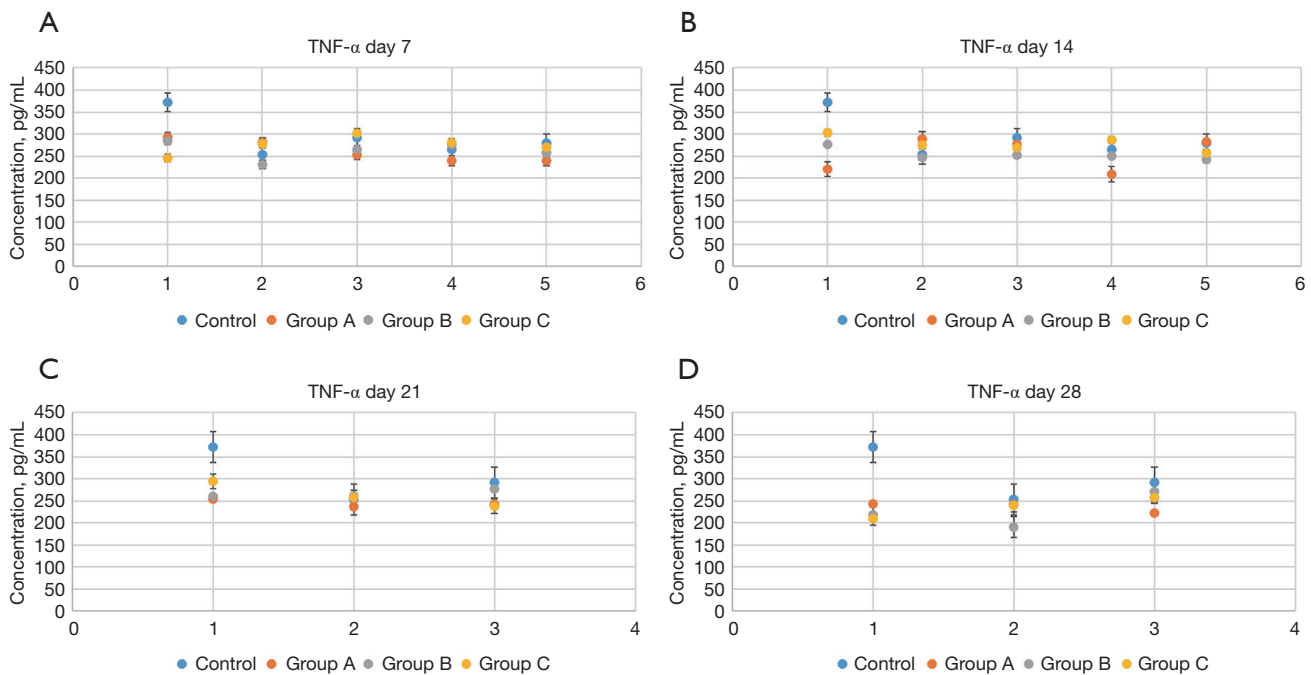 A
TNF-α day 7
Concentration, pg/mL
450
400
350
300
250
200
150
100
50
0
0 1 2 3 4 5 6
Control Group A Group B Group C
B
TNF-α day 14
Concentration, pg/mL
450
400
350
300
250
200
150
100
50
0
0 1 2 3 4 5 6
Control Group A Group B Group C
C
TNF-α day 21
Concentration, pg/mL
450
400
350
300
250
200
150
100
50
0
0 1 2 3 4
Control Group A Group B Group C
D
TNF-α day 28
Concentration, pg/mL
450
400
350
300
250
200
150
100
50
0
0 1 2 3 4
Control Group A Group B Group C